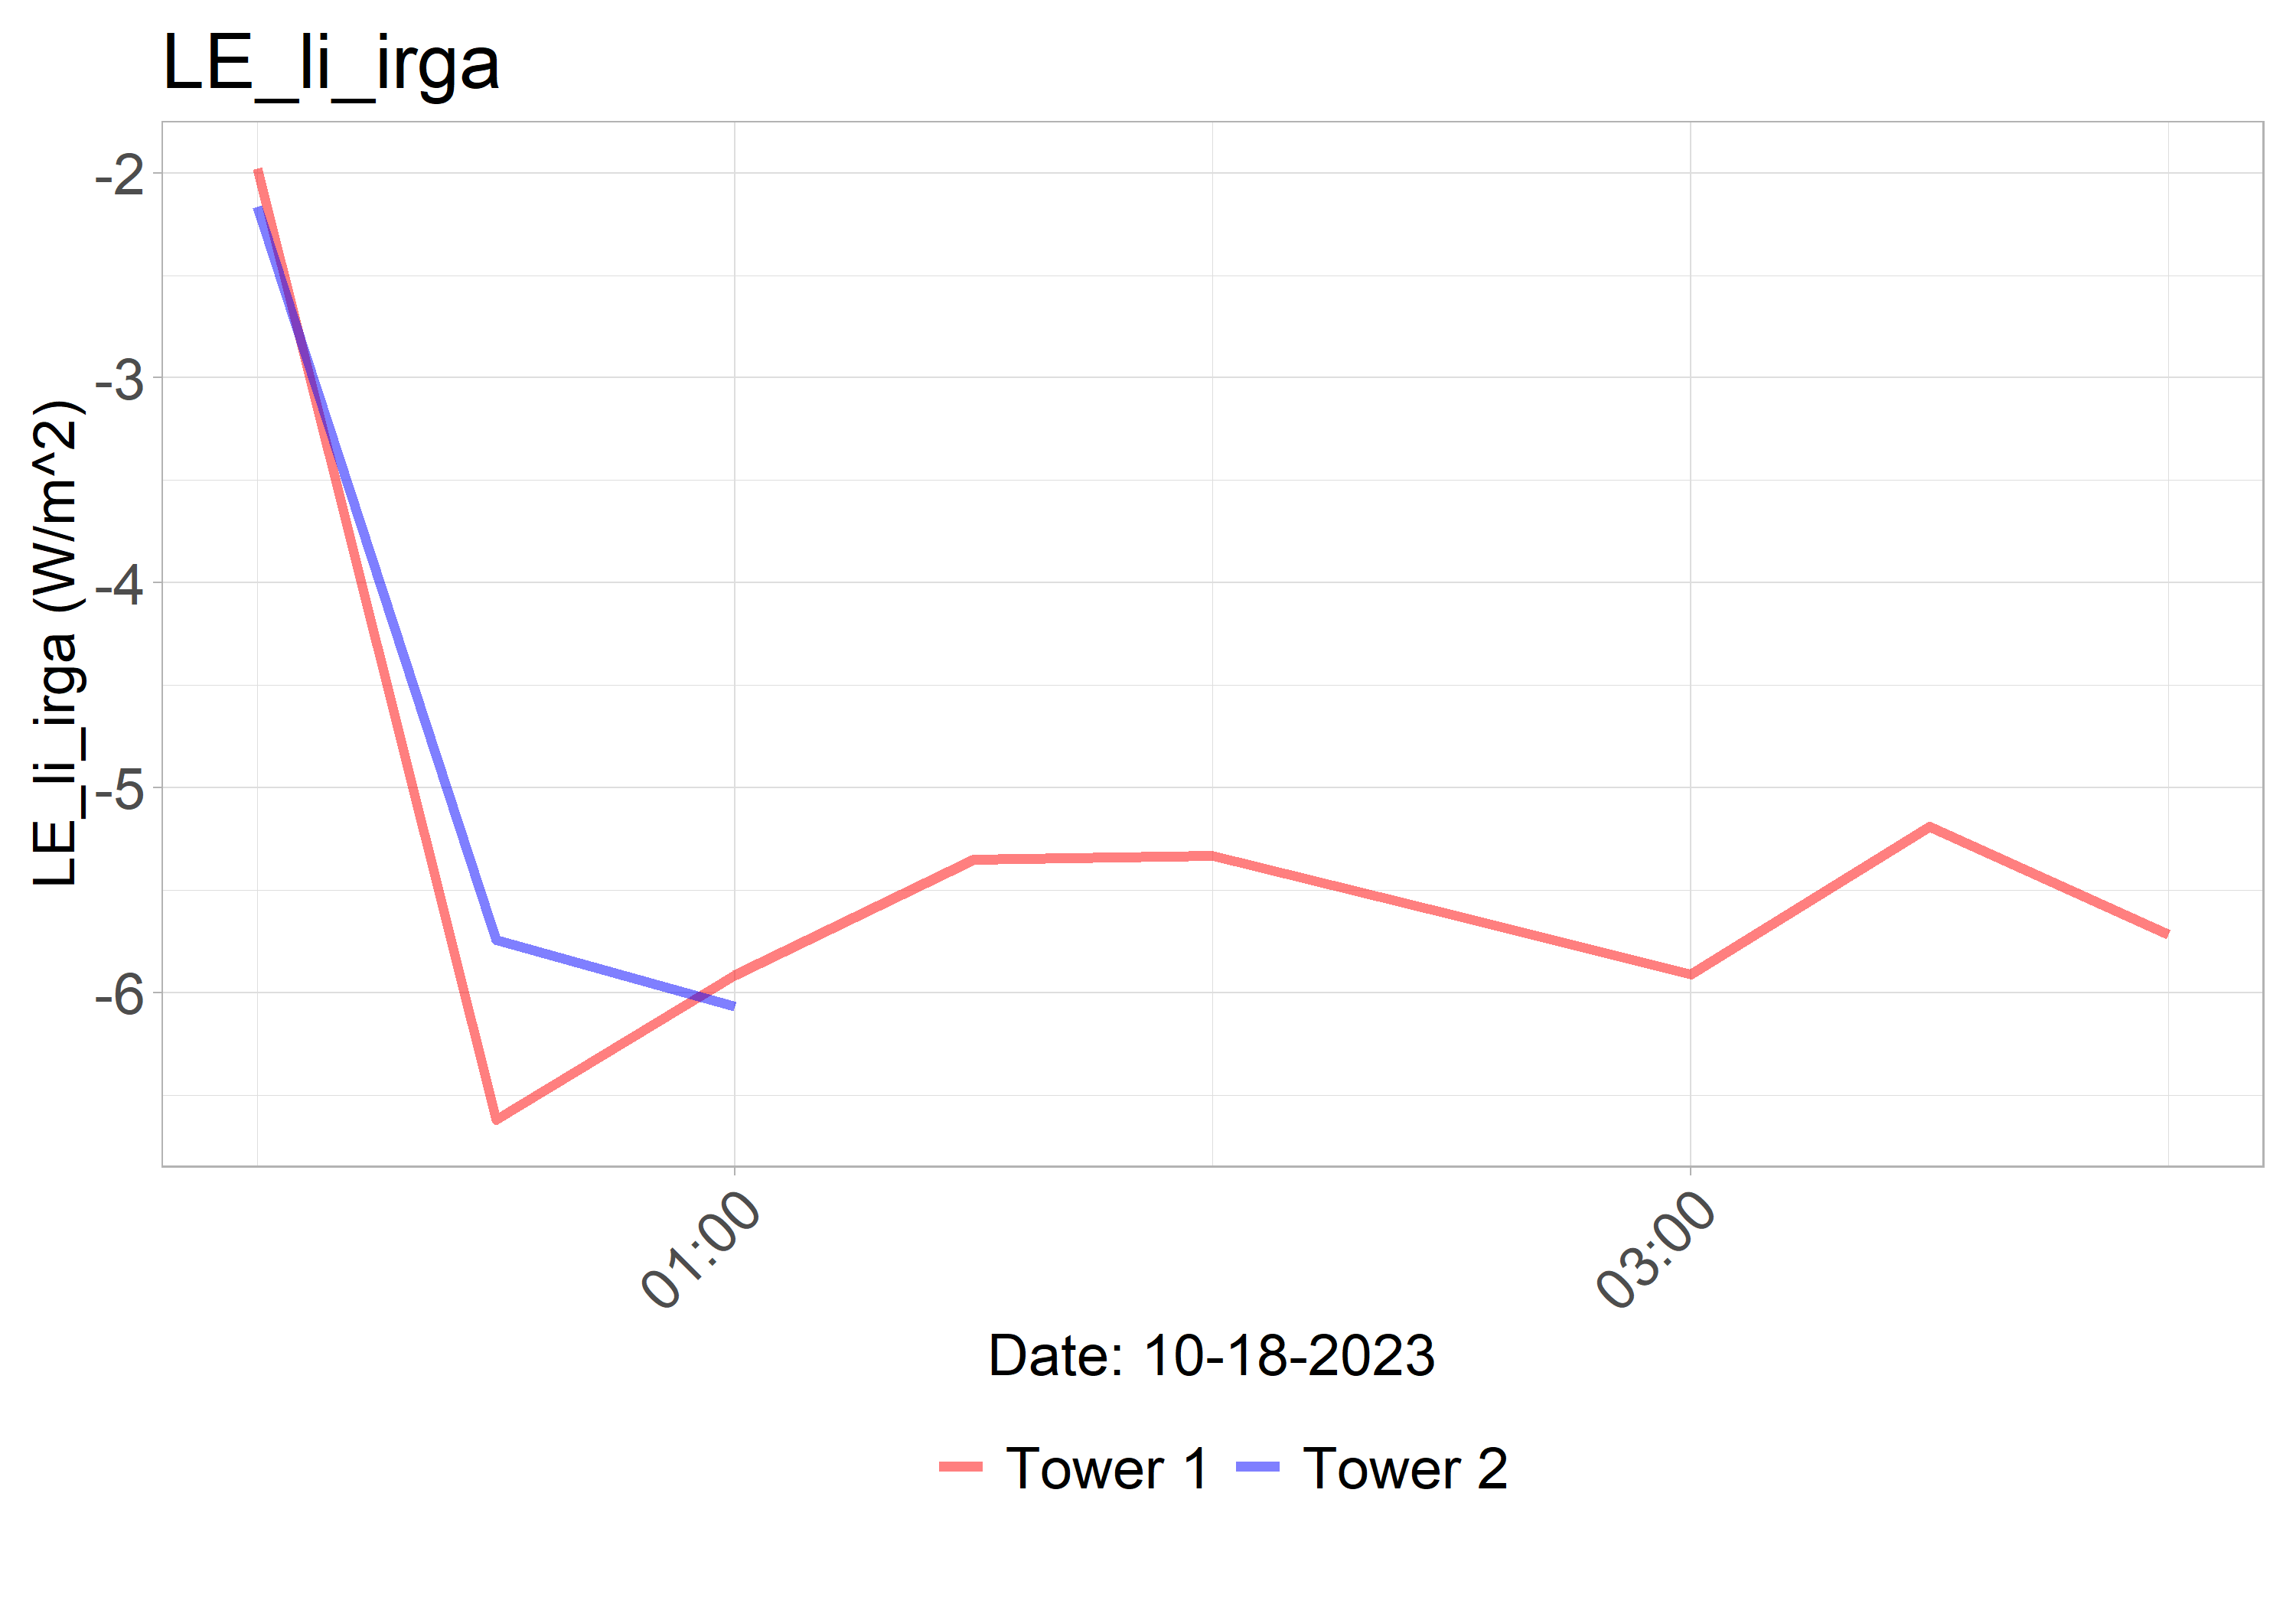 LE_li_irga
LE_li_irga (W/m^2)
-2
-3
-4
-5
-6
01:00
03:00
Date: 10-18-2023
Tower 1
Tower 2